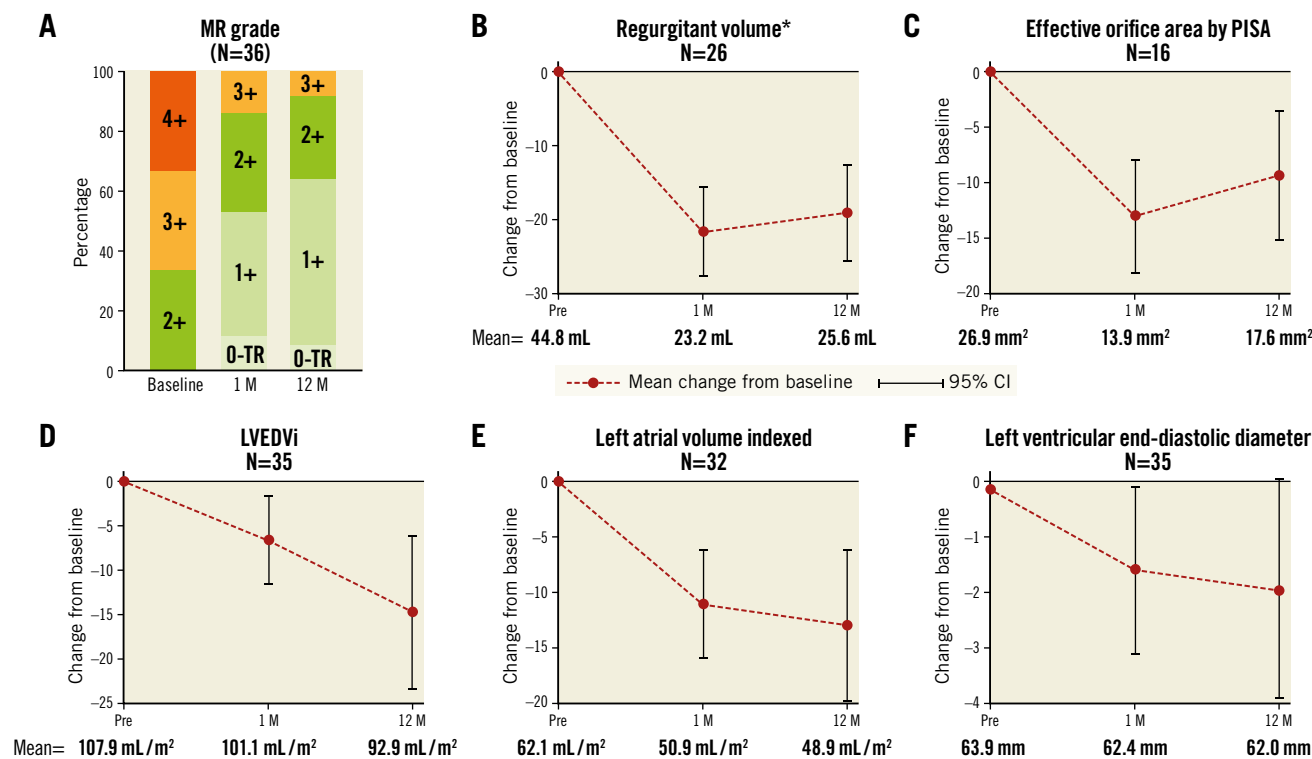 A
MR grade
(N=36)
Percentage
100
80
60
40
20
0
4+
3+
2+
3+
2+
1+
0-TR
3+
2+
1+
0-TR
Baseline
1 M
12 M
B
Regurgitant volume*
N=26
Change from baseline
0
−10
−20
−30
Pre
1 M
12 M
Mean= 44.8 mL 23.2 mL 25.6 mL
C
Effective orifice area by PISA
N=16
Change from baseline
0
−5
−10
−15
−20
Pre
1 M
12 M
26.9 mm² 13.9 mm² 17.6 mm²
Mean change from baseline 95% CI
D
LVEDVi
N=35
Change from baseline
0
−5
−10
−15
−20
−25
Pre
1 M
12 M
Mean= 107.9 mL/m² 101.1 mL/m² 92.9 mL/m²
E
Left atrial volume indexed
N=32
Change from baseline
0
−5
−10
−15
−20
Pre
1 M
12 M
62.1 mL/m² 50.9 mL/m² 48.9 mL/m²
F
Left ventricular end-diastolic diameter
N=35
Change from baseline
0
−1
−2
−3
−4
Pre
1 M
12 M
63.9 mm 62.4 mm 62.0 mm